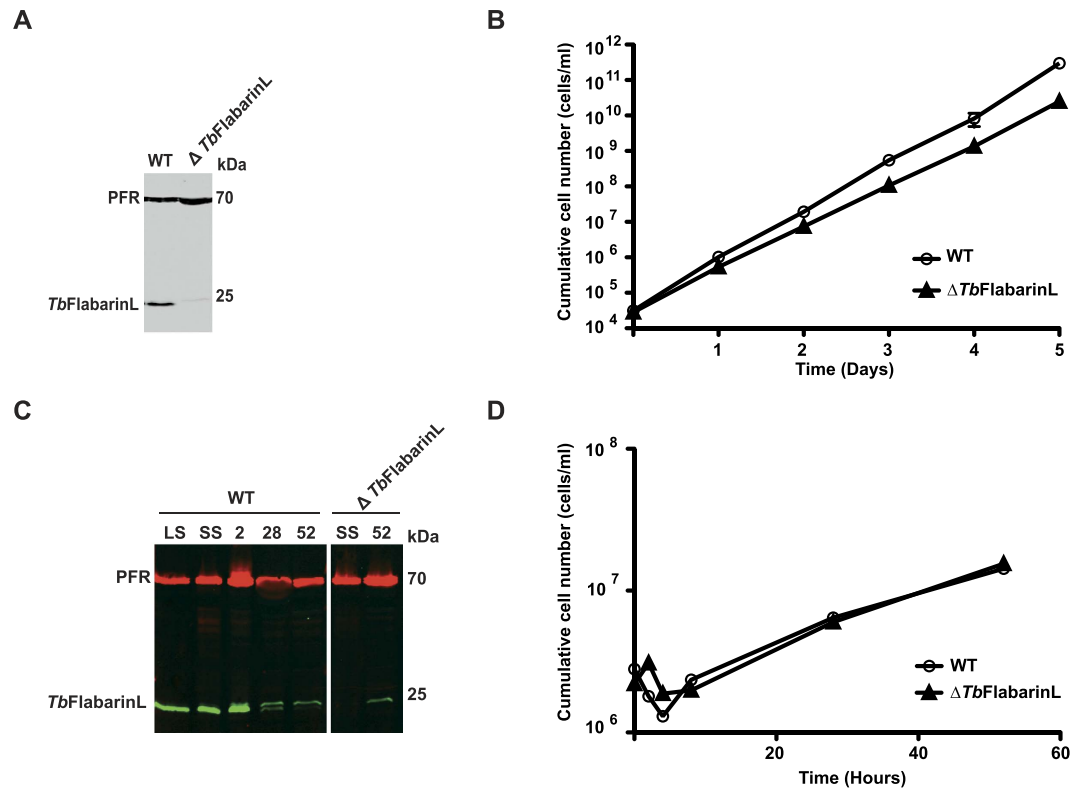 A
WT
Δ TbFlabarinL
kDa
PFR
70
TbFlabarinL
25
B
Cumulative cell number (cells/ml)
10^12
10^11
10^10
10^9
10^8
10^7
10^6
10^5
10^4
WT
ΔTbFlabarinL
1 2 3 4 5
Time (Days)
C
WT
Δ TbFlabarinL
LS SS 2 28 52 SS 52 kDa
PFR
70
TbFlabarinL
25
D
Cumulative cell number (cells/ml)
10^8
10^7
10^6
WT
ΔTbFlabarinL
20 40 60
Time (Hours)